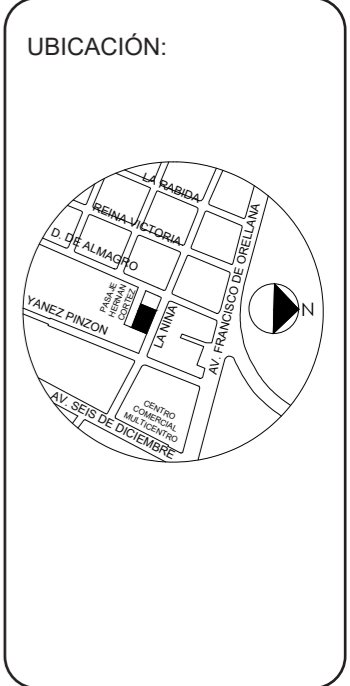 UBICACIÓN:
LA RABIDA
REINA VICTORIA
D. DE ALMAGRO
PASAJE
HERNAN
CORTEZ
YANEZ PINZON
LA NINA
AV. FRANCISCO DE ORELLANA
N
CENTRO
COMERCIAL
MULTICENTRO
AV. SEIS DE DICIEMBRE